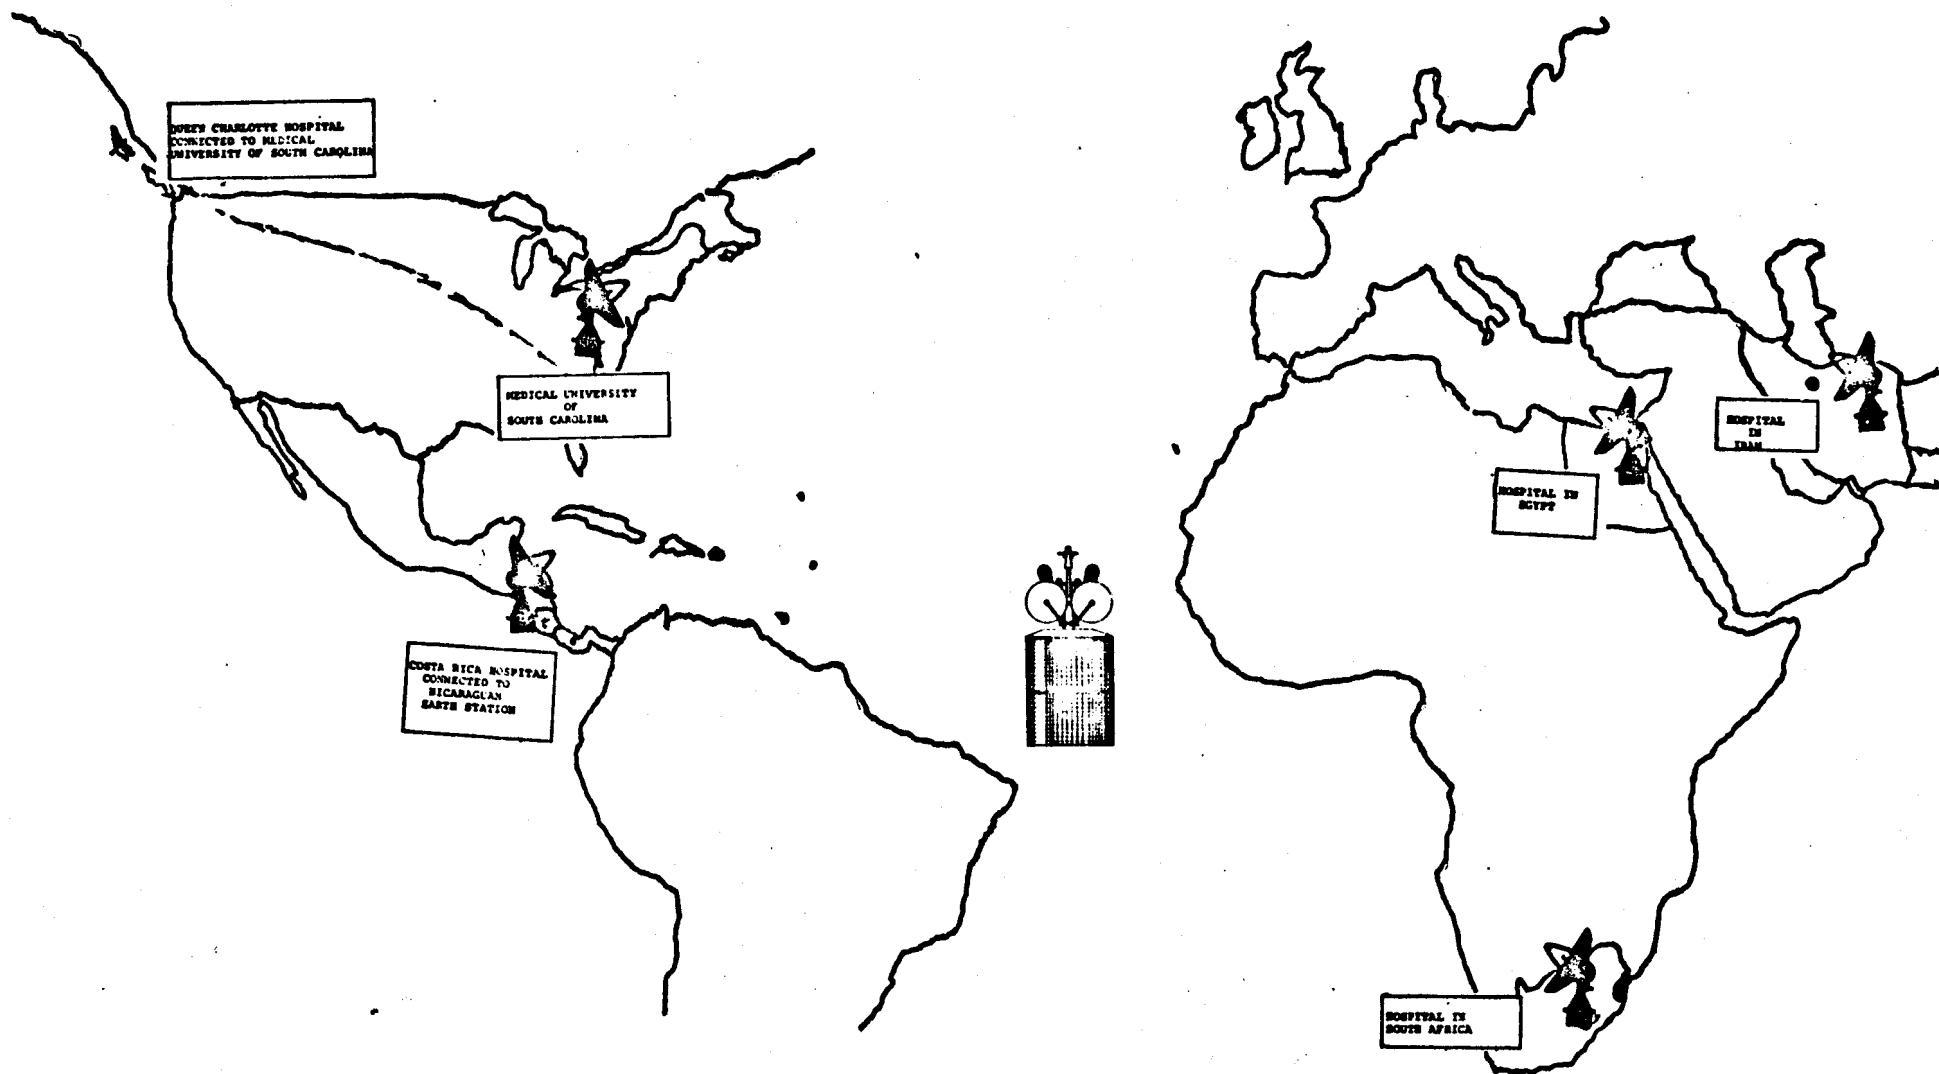 QUEEN CHARLOTTE HOSPITAL
CONNECTED TO MEDICAL
UNIVERSITY OF SOUTH CAROLINA
MEDICAL UNIVERSITY
OF
SOUTH CAROLINA
COSTA RICA HOSPITAL
CONNECTED TO
NICARAGUAN
EARTH STATION
HOSPITAL IN
EGYPT
HOSPITAL
IN
IRAN
HOSPITAL IN
SOUTH AFRICA